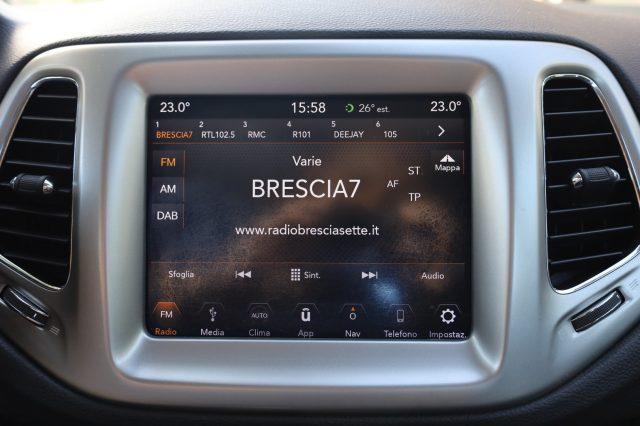 23.0° 15:58 26° est. 23.0°
1 2 3 4 5 6
BRESCIA7 RTL102.5 RMC R101 DEEJAY 105
FM Varie ST Mappa
BRESCIA7 AF
AM TP
DAB
www.radiobresciasette.it
Sfoglia Sint. Audio
FM AUTO ū O
Radio Media Clima App Nav Telefono Impostaz.